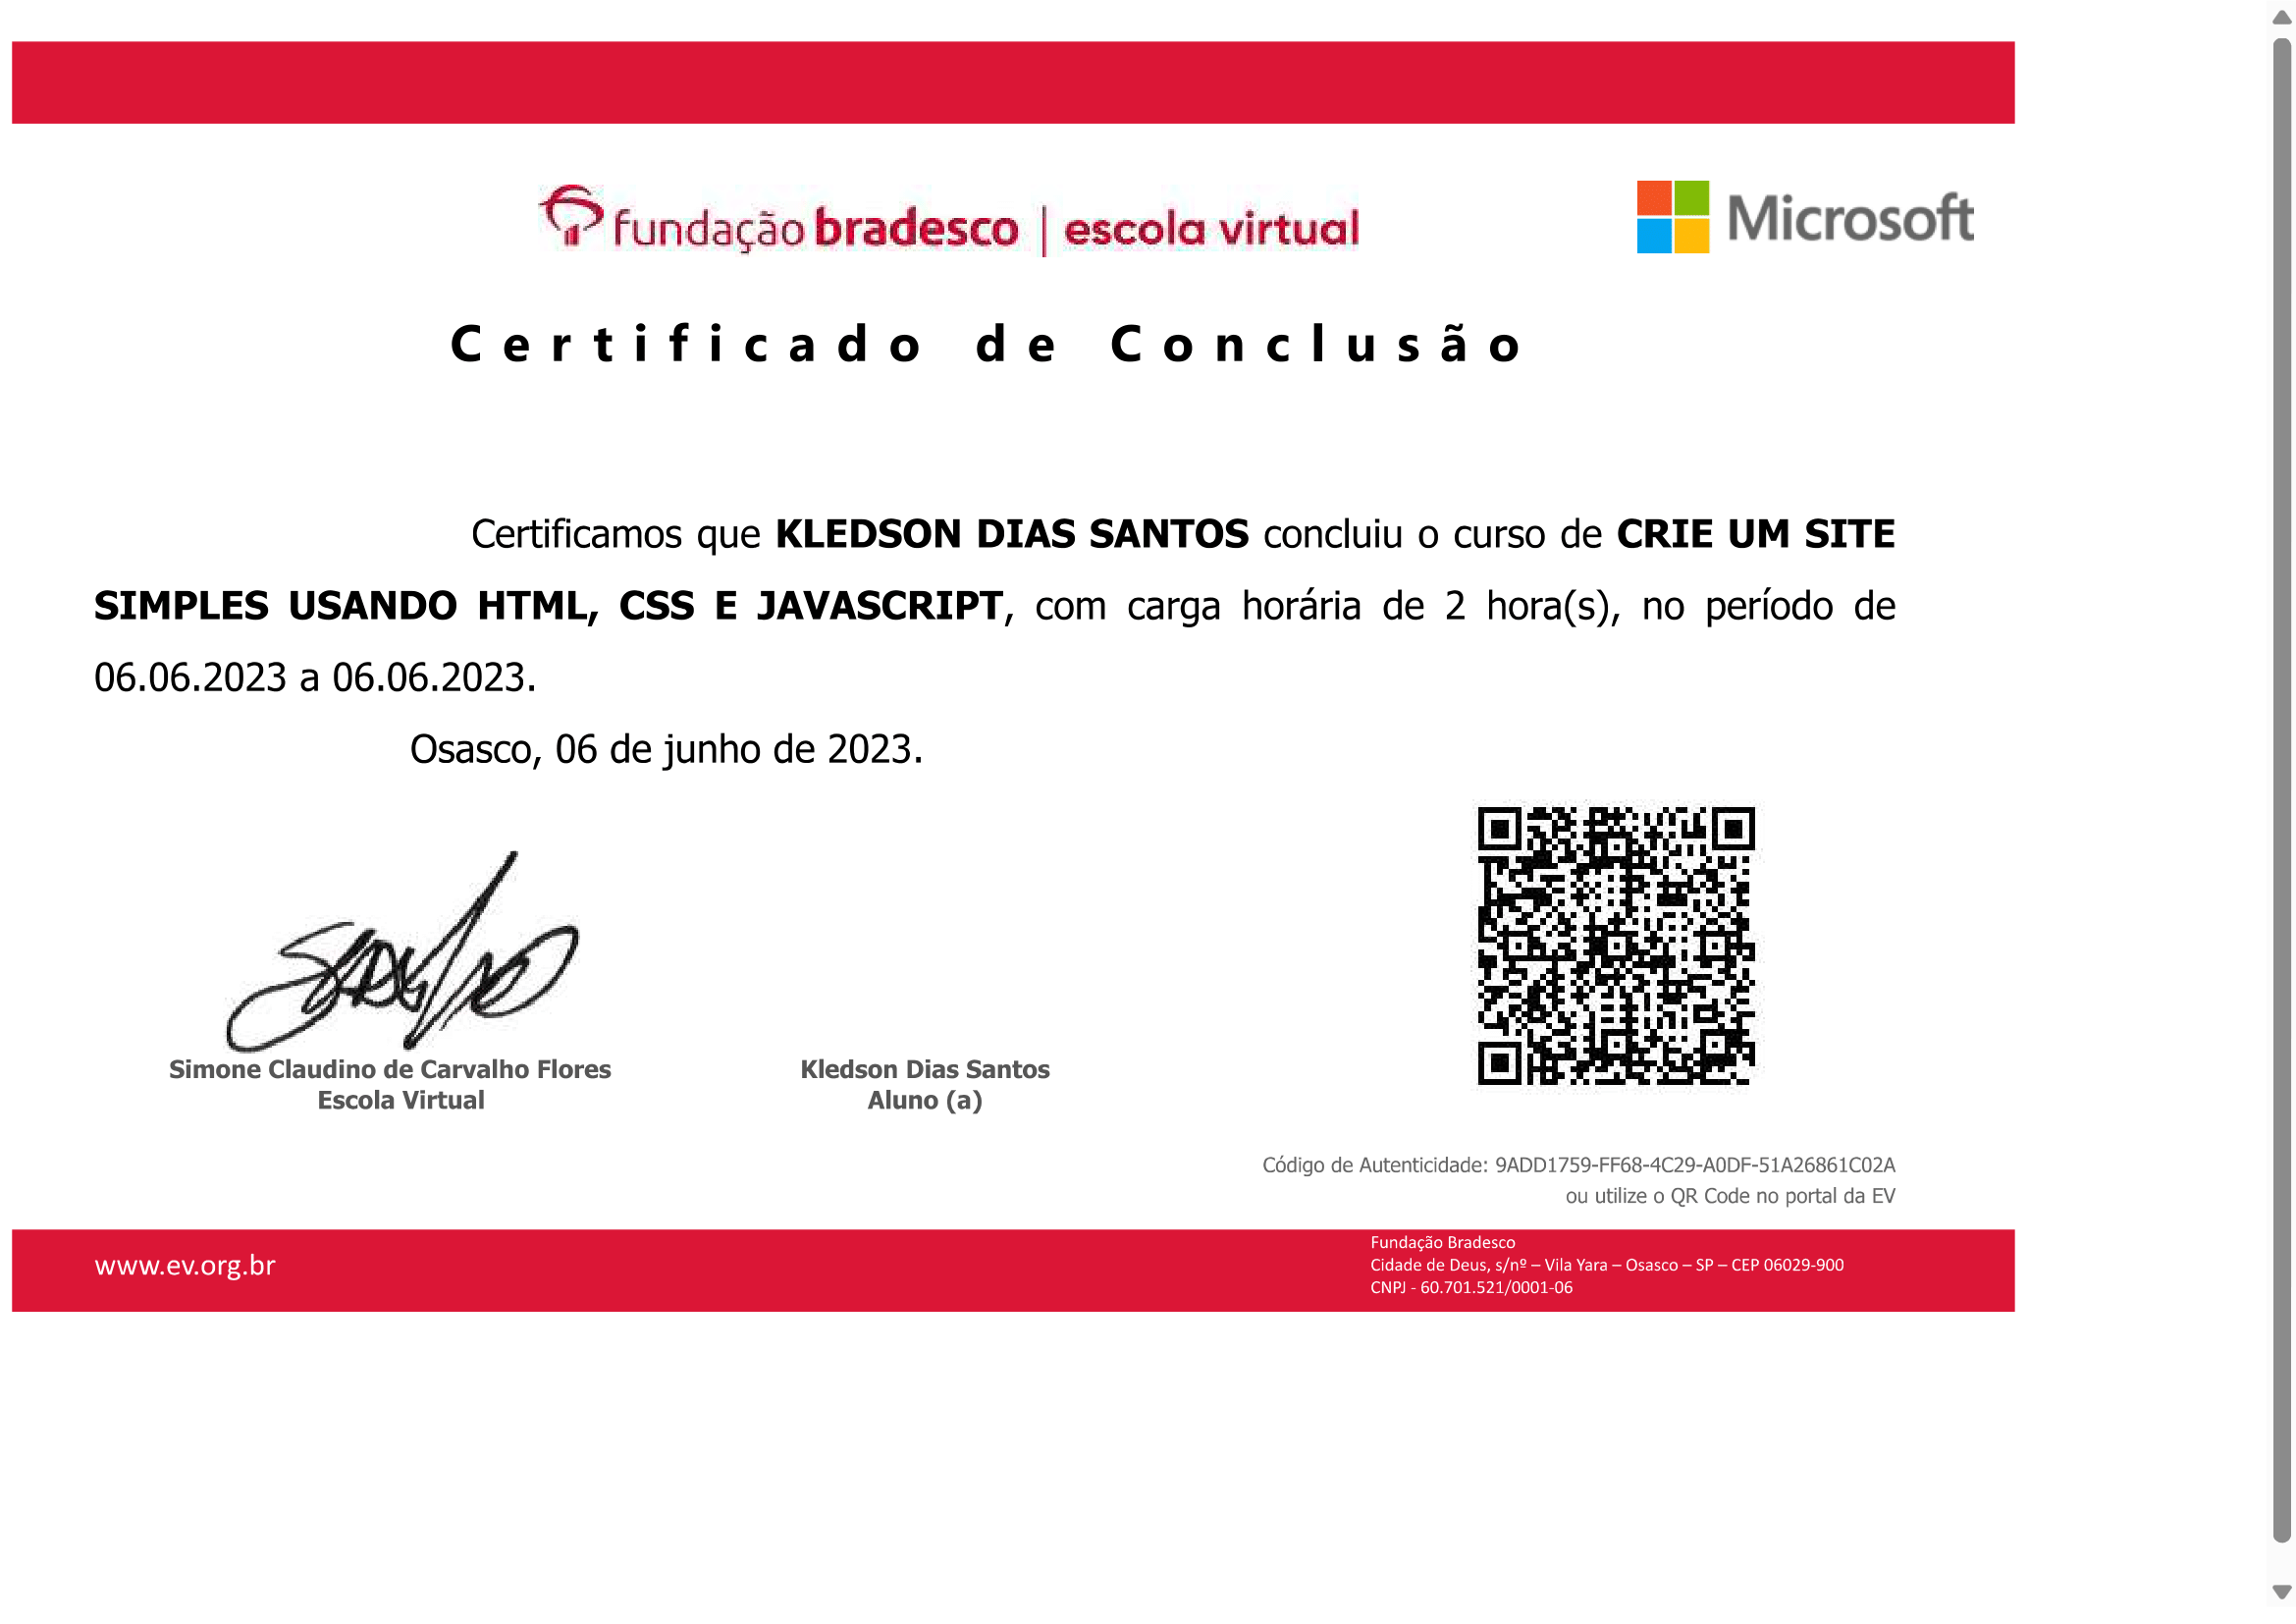 fundação bradesco | escola virtual
Microsoft
Certificado de Conclusão
Certificamos que KLEDSON DIAS SANTOS concluiu o curso de CRIE UM SITE
SIMPLES USANDO HTML, CSS E JAVASCRIPT, com carga horária de 2 hora(s), no período de
06.06.2023 a 06.06.2023.
Osasco, 06 de junho de 2023.
Simone Claudino de Carvalho Flores
Escola Virtual
Kledson Dias Santos
Aluno (a)
Código de Autenticidade: 9ADD1759-FF68-4C29-A0DF-51A26861C02A
ou utilize o QR Code no portal da EV
www.ev.org.br
Fundação Bradesco
Cidade de Deus, s/nº – Vila Yara – Osasco – SP – CEP 06029-900
CNPJ - 60.701.521/0001-06